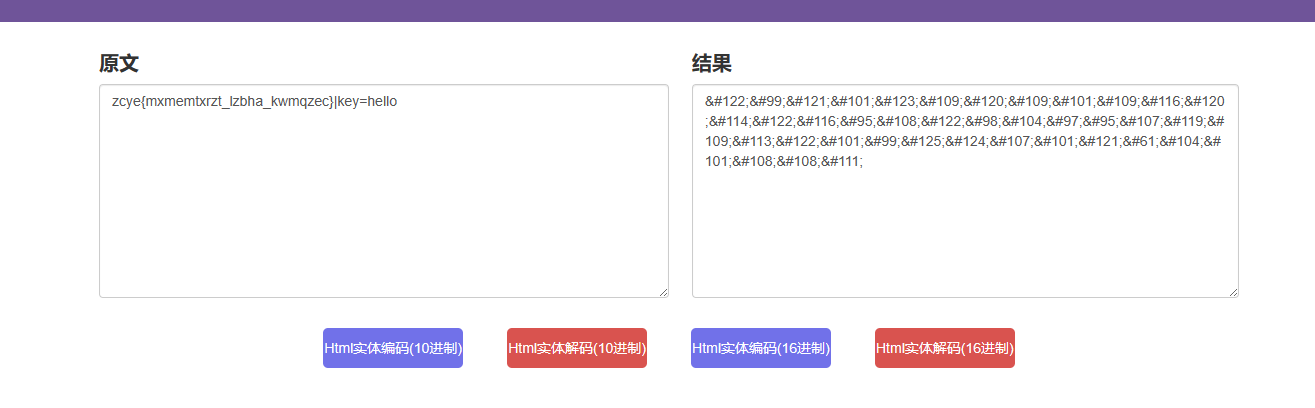 原文
结果
zcye{mxmemtxrzt_lzbha_kwmqzec}|key=hello
&#122;&#99;&#121;&#101;&#123;&#109;&#120;&#109;&#101;&#109;&#116;&#120
;&#114;&#122;&#116;&#95;&#108;&#122;&#98;&#104;&#97;&#95;&#107;&#119;&#
109;&#113;&#122;&#101;&#99;&#125;&#124;&#107;&#101;&#121;&#61;&#104;&#
101;&#108;&#108;&#111;
Html实体编码(10进制)
Html实体解码(10进制)
Html实体编码(16进制)
Html实体解码(16进制)